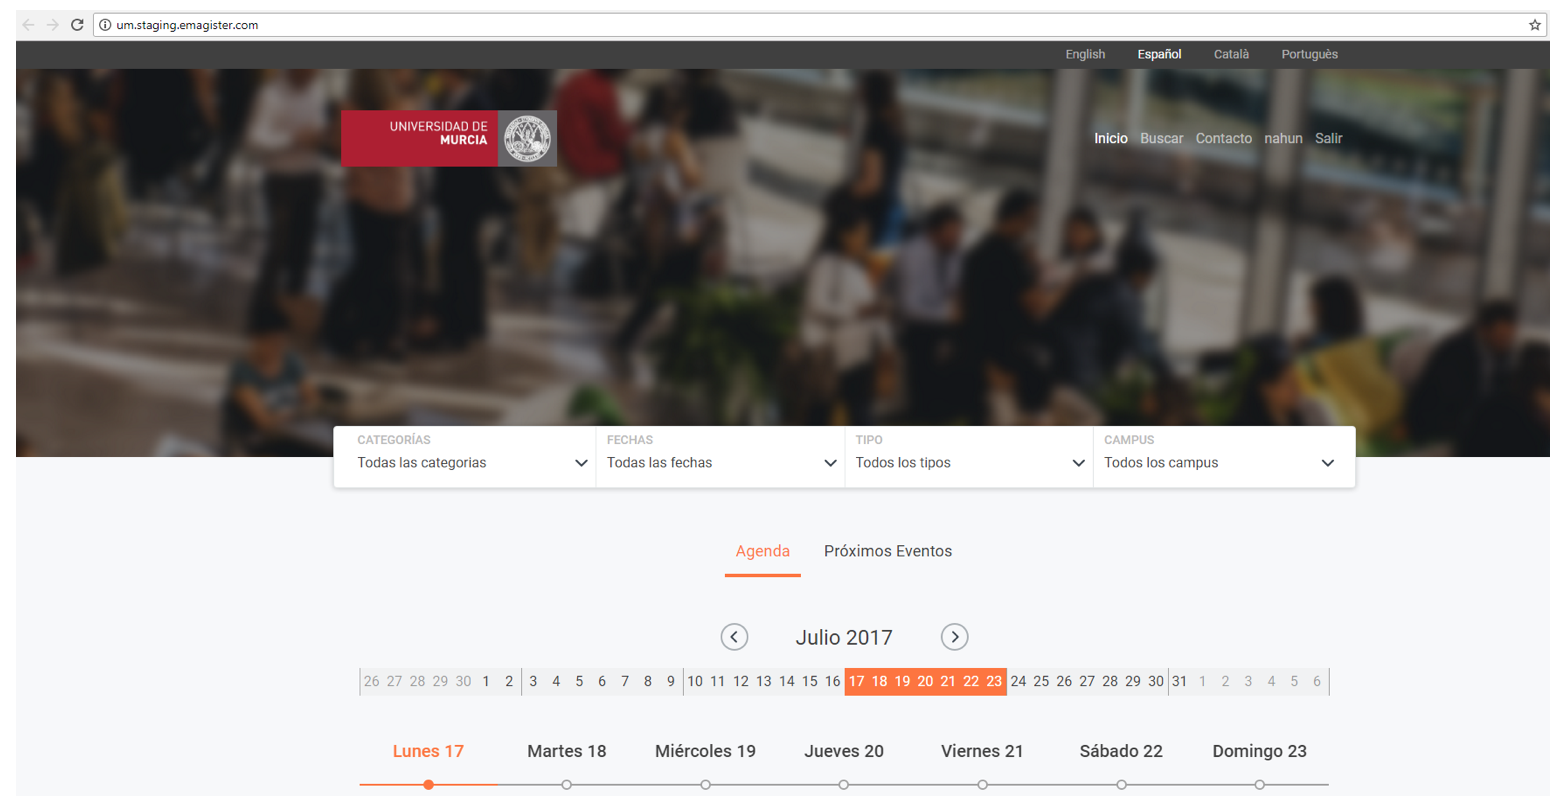 um.staging.emagister.com
English Español Català Portuguès
UNIVERSIDAD DE
MURCIA
Inicio Buscar Contacto nahun Salir
CATEGORÍAS FECHAS TIPO CAMPUS
Todas las categorias Todas las fechas Todos los tipos Todos los campus
Agenda Próximos Eventos
Julio 2017
26 27 28 29 30 1 2 3 4 5 6 7 8 9 10 11 12 13 14 15 16 17 18 19 20 21 22 23 24 25 26 27 28 29 30 31 1 2 3 4 5 6
Lunes 17 Martes 18 Miércoles 19 Jueves 20 Viernes 21 Sábado 22 Domingo 23